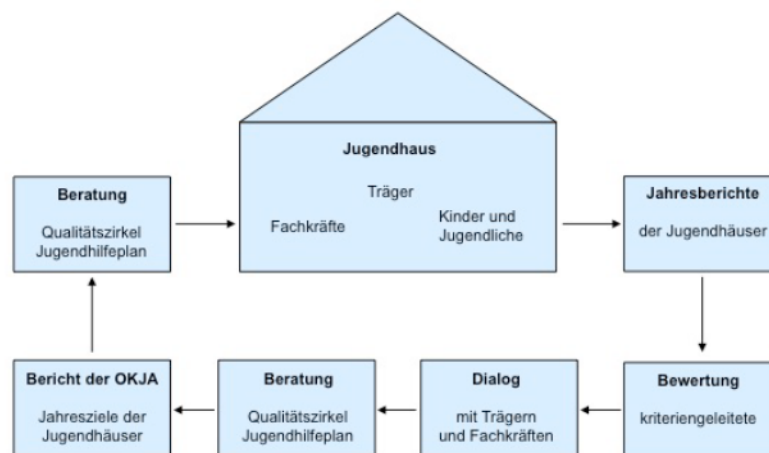 Jugendhaus
Träger
Fachkräfte
Kinder und
Jugendliche
Beratung
Qualitätszirkel
Jugendhilfeplan
Jahresberichte
der Jugendhäuser
Bericht der OKJA
Jahresziele der
Jugendhäuser
Beratung
Qualitätszirkel
Jugendhilfeplan
Dialog
mit Trägern
und Fachkräften
Bewertung
kriteriengeleitete